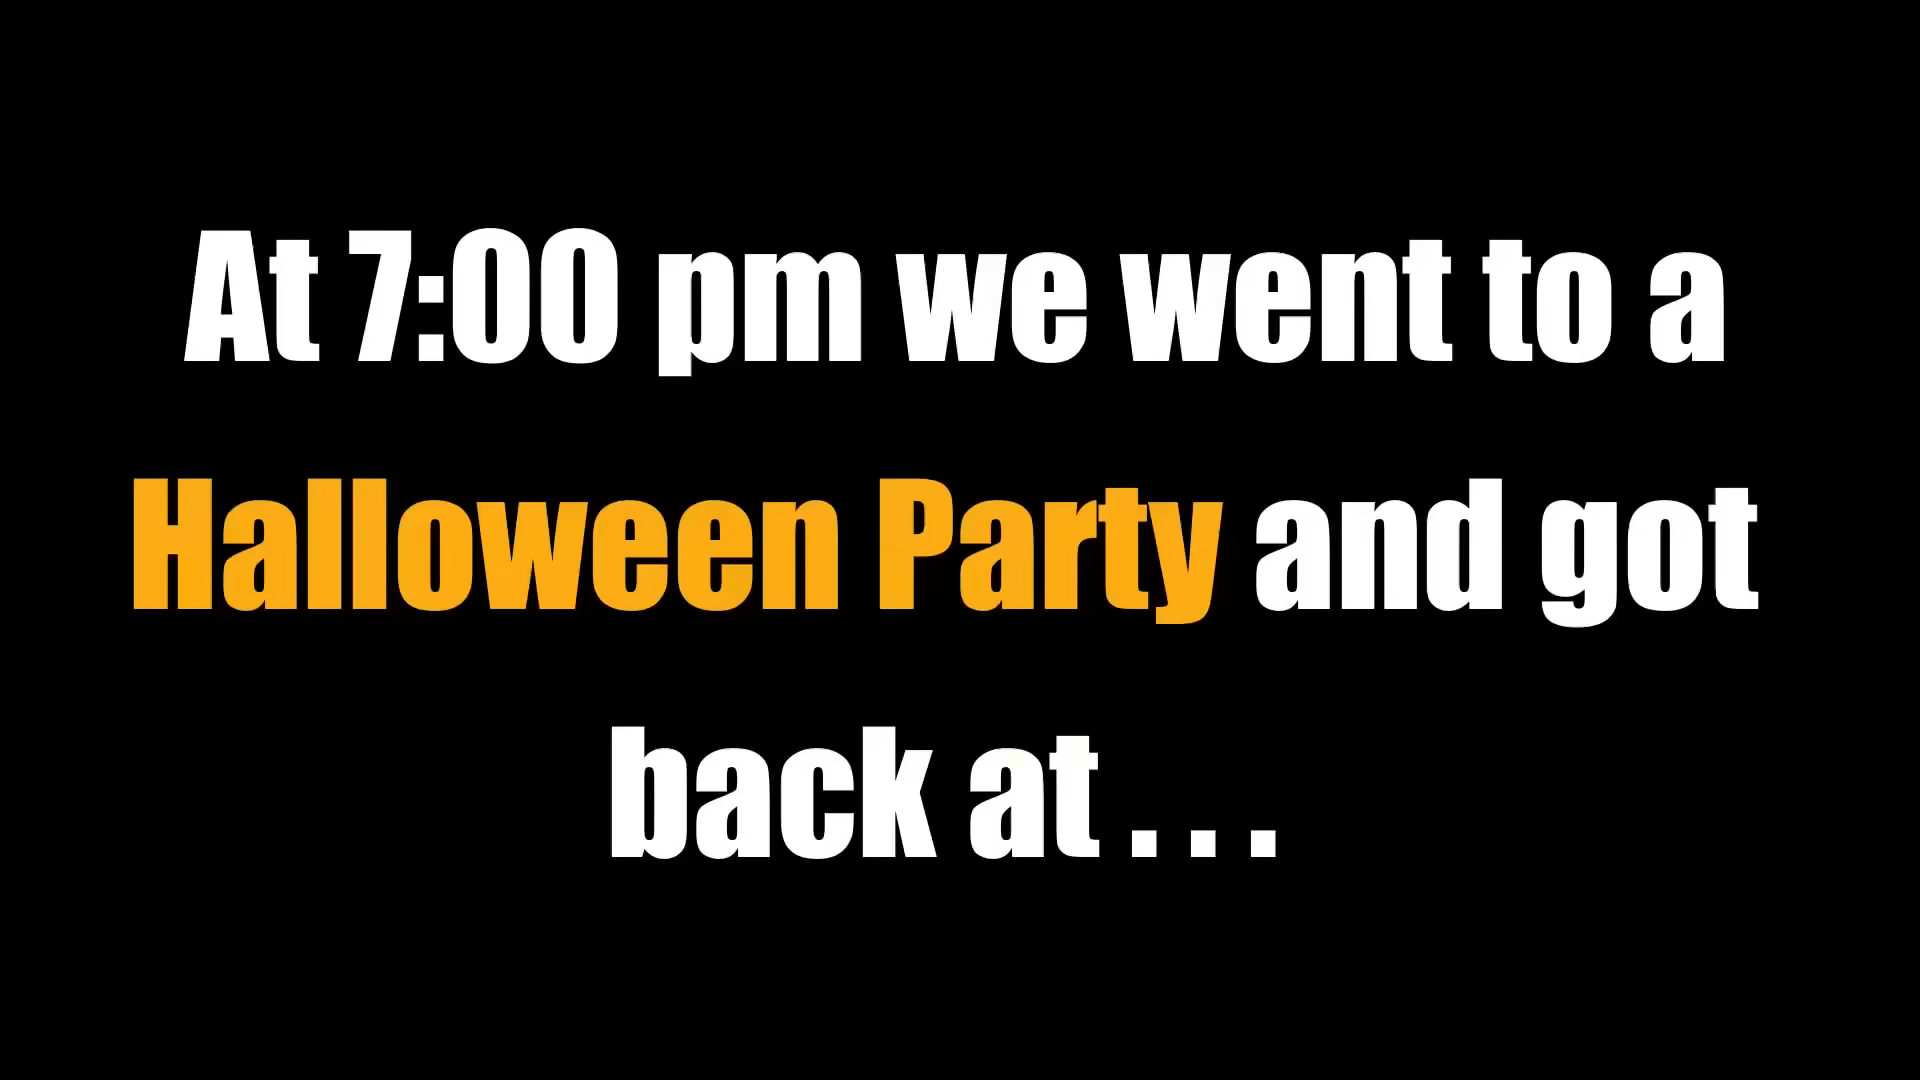 At 7:00 pm we went to a
Halloween Party and got
back at . . .